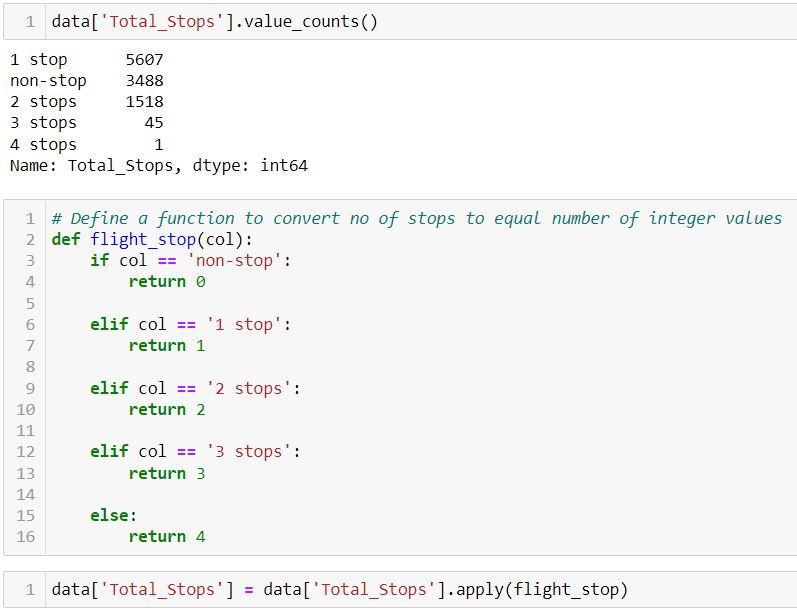 1 data['Total_Stops'].value_counts()
1 stop      5607
non-stop    3488
2 stops     1518
3 stops       45
4 stops        1
Name: Total_Stops, dtype: int64
1 # Define a function to convert no of stops to equal number of integer values
2 def flight_stop(col):
3     if col == 'non-stop':
4         return 0
5
6     elif col == '1 stop':
7         return 1
8
9     elif col == '2 stops':
10         return 2
11
12     elif col == '3 stops':
13         return 3
14
15     else:
16         return 4
1 data['Total_Stops'] = data['Total_Stops'].apply(flight_stop)